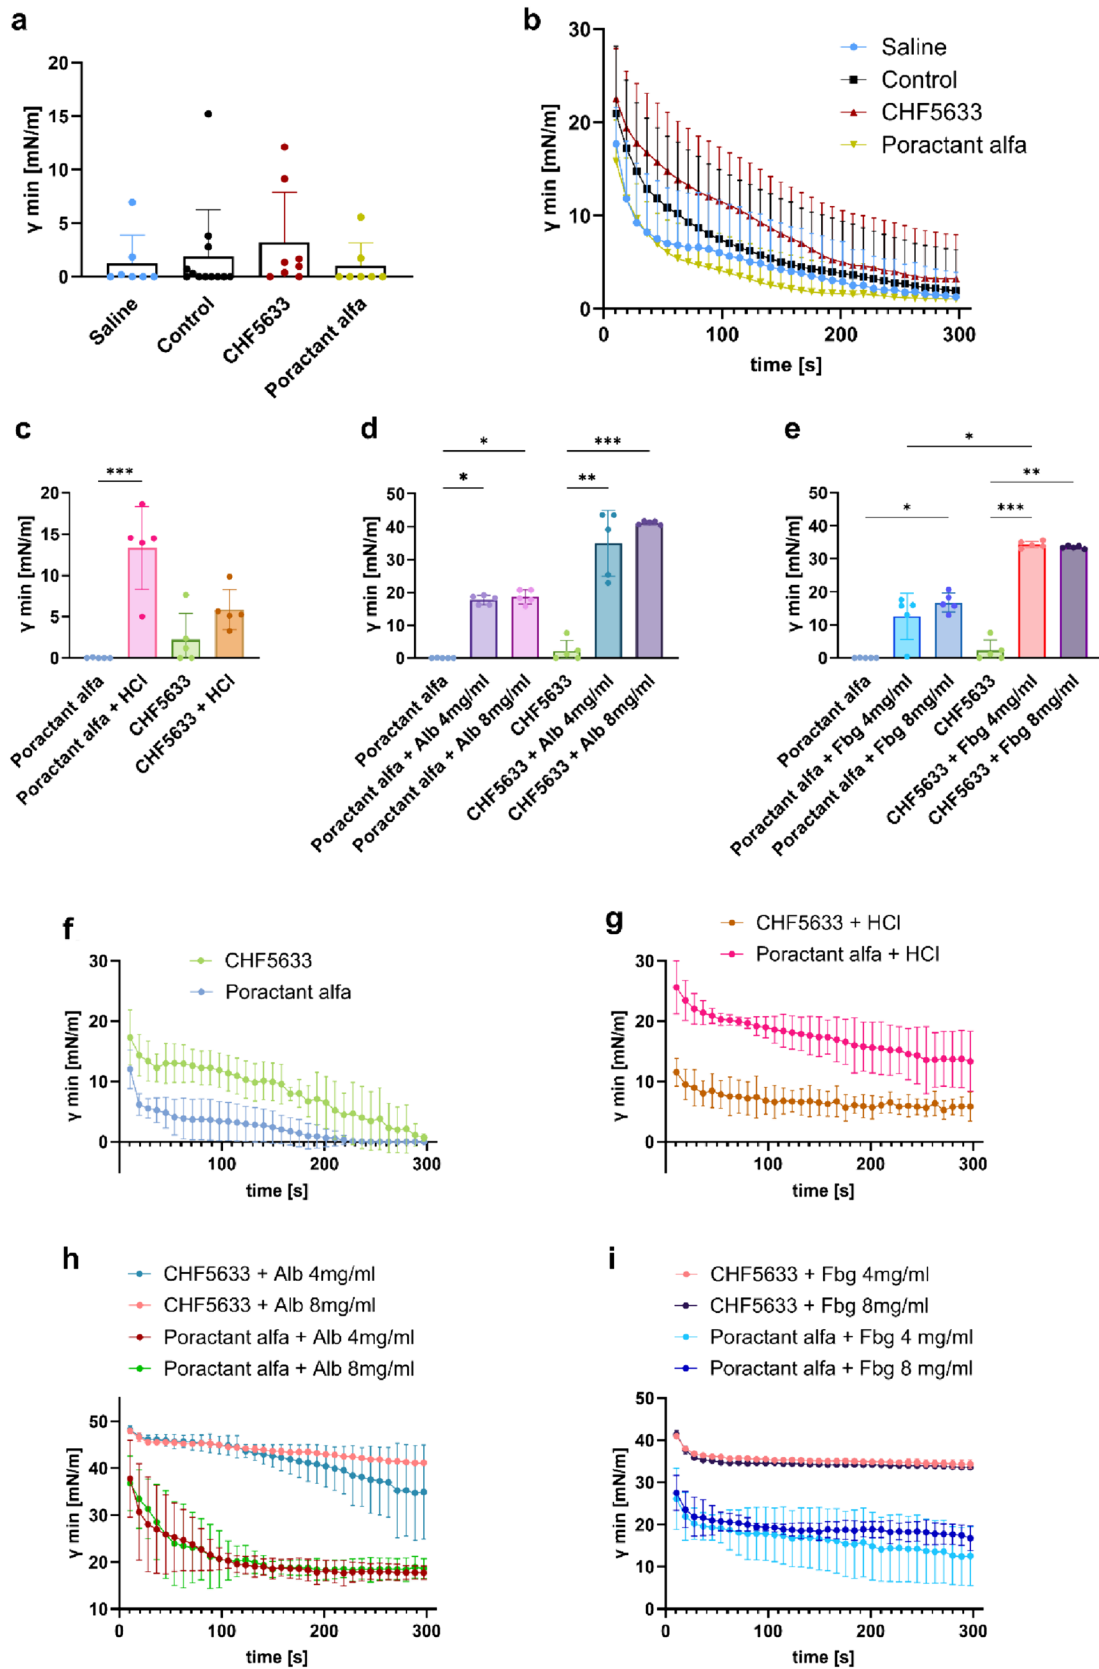 a
20
15
10
5
0
γ min [mN/m]
Saline
Control
CHF5633
Poractant alfa
b
30
20
10
0
γ min [mN/m]
0
100
200
300
time [s]
Saline
Control
CHF5633
Poractant alfa
c
***
20
15
10
5
0
γ min [mN/m]
Poractant alfa
Poractant alfa + HCl
CHF5633
CHF5633 + HCl
d
*
***
*
**
50
40
30
20
10
0
γ min [mN/m]
Poractant alfa
Poractant alfa + Alb 4mg/ml
Poractant alfa + Alb 8mg/ml
CHF5633
CHF5633 + Alb 4mg/ml
CHF5633 + Alb 8mg/ml
e
*
**
*
***
50
40
30
20
10
0
γ min [mN/m]
Poractant alfa
Poractant alfa + Fbg 4mg/ml
Poractant alfa + Fbg 8mg/ml
CHF5633
CHF5633 + Fbg 4mg/ml
CHF5633 + Fbg 8mg/ml
f
CHF5633
Poractant alfa
30
20
10
0
γ min [mN/m]
100
200
300
time [s]
g
CHF5633 + HCl
Poractant alfa + HCl
30
20
10
0
γ min [mN/m]
100
200
300
time [s]
h
CHF5633 + Alb 4mg/ml
CHF5633 + Alb 8mg/ml
Poractant alfa + Alb 4mg/ml
Poractant alfa + Alb 8mg/ml
50
40
30
20
10
γ min [mN/m]
0
100
200
300
time [s]
i
CHF5633 + Fbg 4mg/ml
CHF5633 + Fbg 8mg/ml
Poractant alfa + Fbg 4 mg/ml
Poractant alfa + Fbg 8 mg/ml
50
40
30
20
10
0
γ min [mN/m]
100
200
300
time [s]